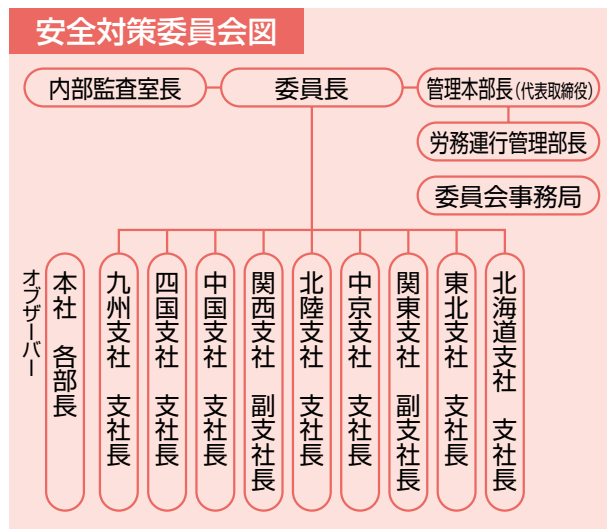 安全対策委員会図
内部監査室長
委員長
管理本部長(代表取締役)
労務運行管理部長
委員会事務局
北海道支社 支社長
東北支社 支社長
関東支社 副支社長
中京支社 支社長
北陸支社 支社長
関西支社 副支社長
中国支社 支社長
四国支社 支社長
九州支社 支社長
本社 各部長
オブザーバー